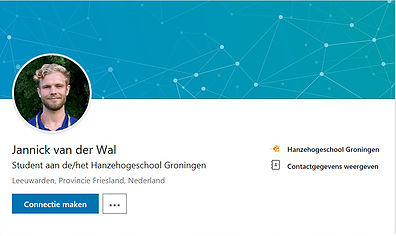 Jannick van der Wal
Student aan de/het Hanzehogeschool Groningen
Leeuwarden, Provincie Friesland, Nederland
Connectie maken
Hanzehogeschool Groningen
Contactgegevens weergeven